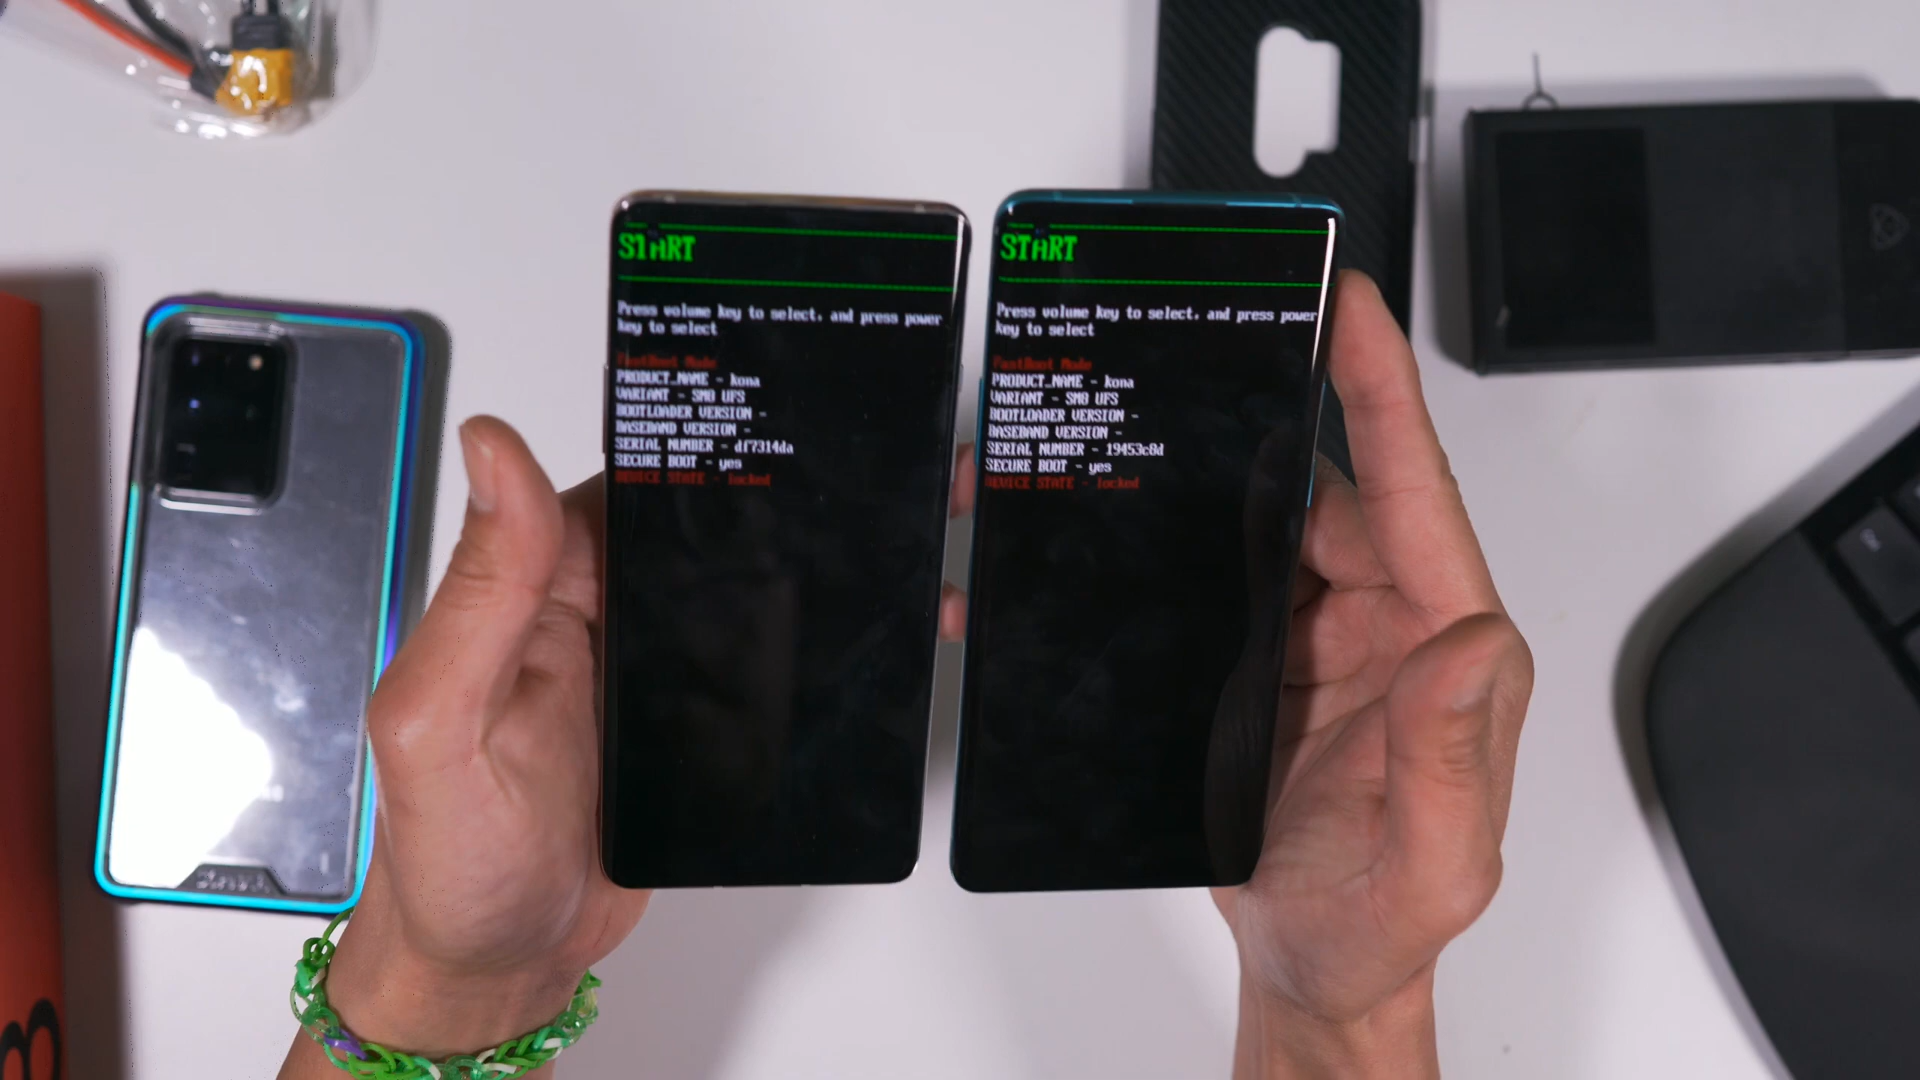 START
Press volume key to select, and press power
key to select
FastBoot Mode
PRODUCT_NAME - kona
VARIANT - SM8 UFS
BOOTLOADER VERSION -
BASEBAND VERSION -
SERIAL NUMBER - df7314da
SECURE BOOT - yes
DEVICE STATE - locked
START
Press volume key to select, and press power
key to select
FastBoot Mode
PRODUCT_NAME - kona
VARIANT - SM8 UFS
BOOTLOADER VERSION -
BASEBAND VERSION -
SERIAL NUMBER - 19453c0d
SECURE BOOT - yes
DEVICE STATE - locked